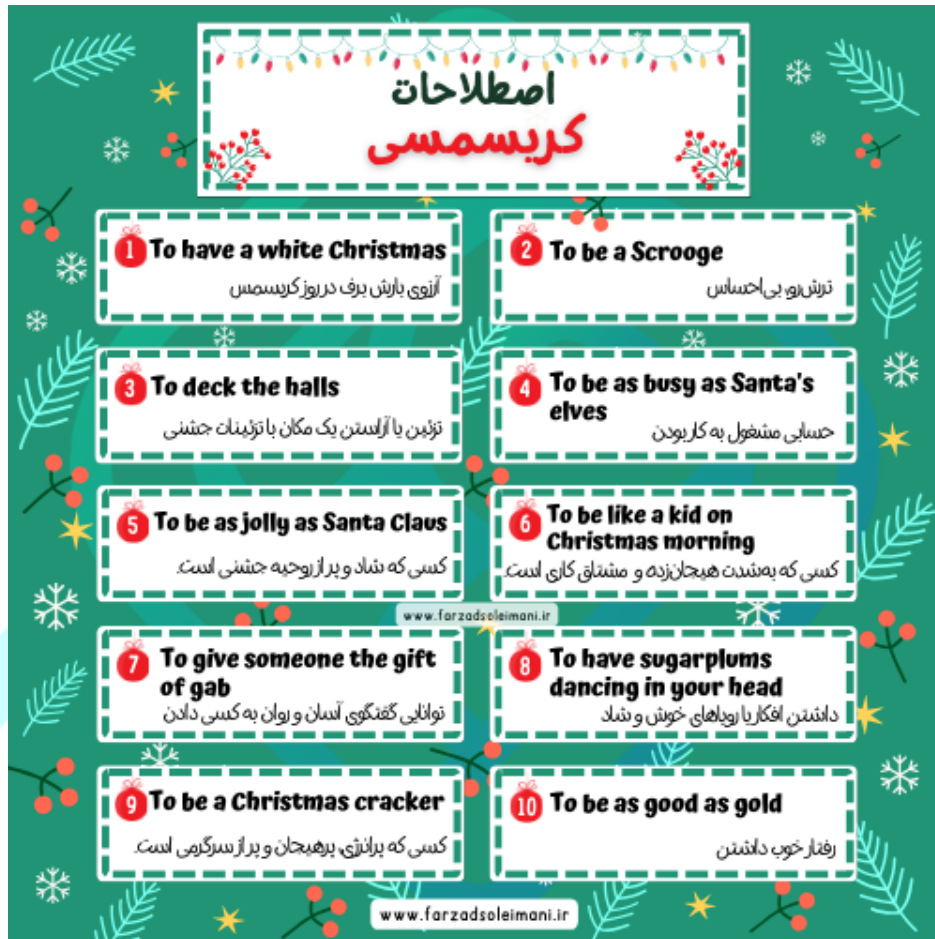 اصطلاحات
کریسمسی
1 To have a white Christmas
آرزوی بارش برف در روز کریسمس
2 To be a Scrooge
ترش‌رو، بی‌احساس
3 To deck the halls
تزئین یا آراستن یک مکان با تزئینات جشنی
4 To be as busy as Santa's
elves
حسابی مشغول به کار بودن
5 To be as jolly as Santa Claus
کسی که شاد و پر از روحیه جشنی است.
6 To be like a kid on
Christmas morning
کسی که به‌شدت هیجان‌زده و مشتاق کاری است.
www.farzadsoleimani.ir
7 To give someone the gift
of gab
توانایی گفتگوی آسان و روان به کسی دادن
8 To have sugarplums
dancing in your head
داشتن افکار یا رویاهای خوش و شاد
9 To be a Christmas cracker
کسی که پرانرژی، پرهیجان و پر از سرگرمی است.
10 To be as good as gold
رفتار خوب داشتن
www.farzadsoleimani.ir